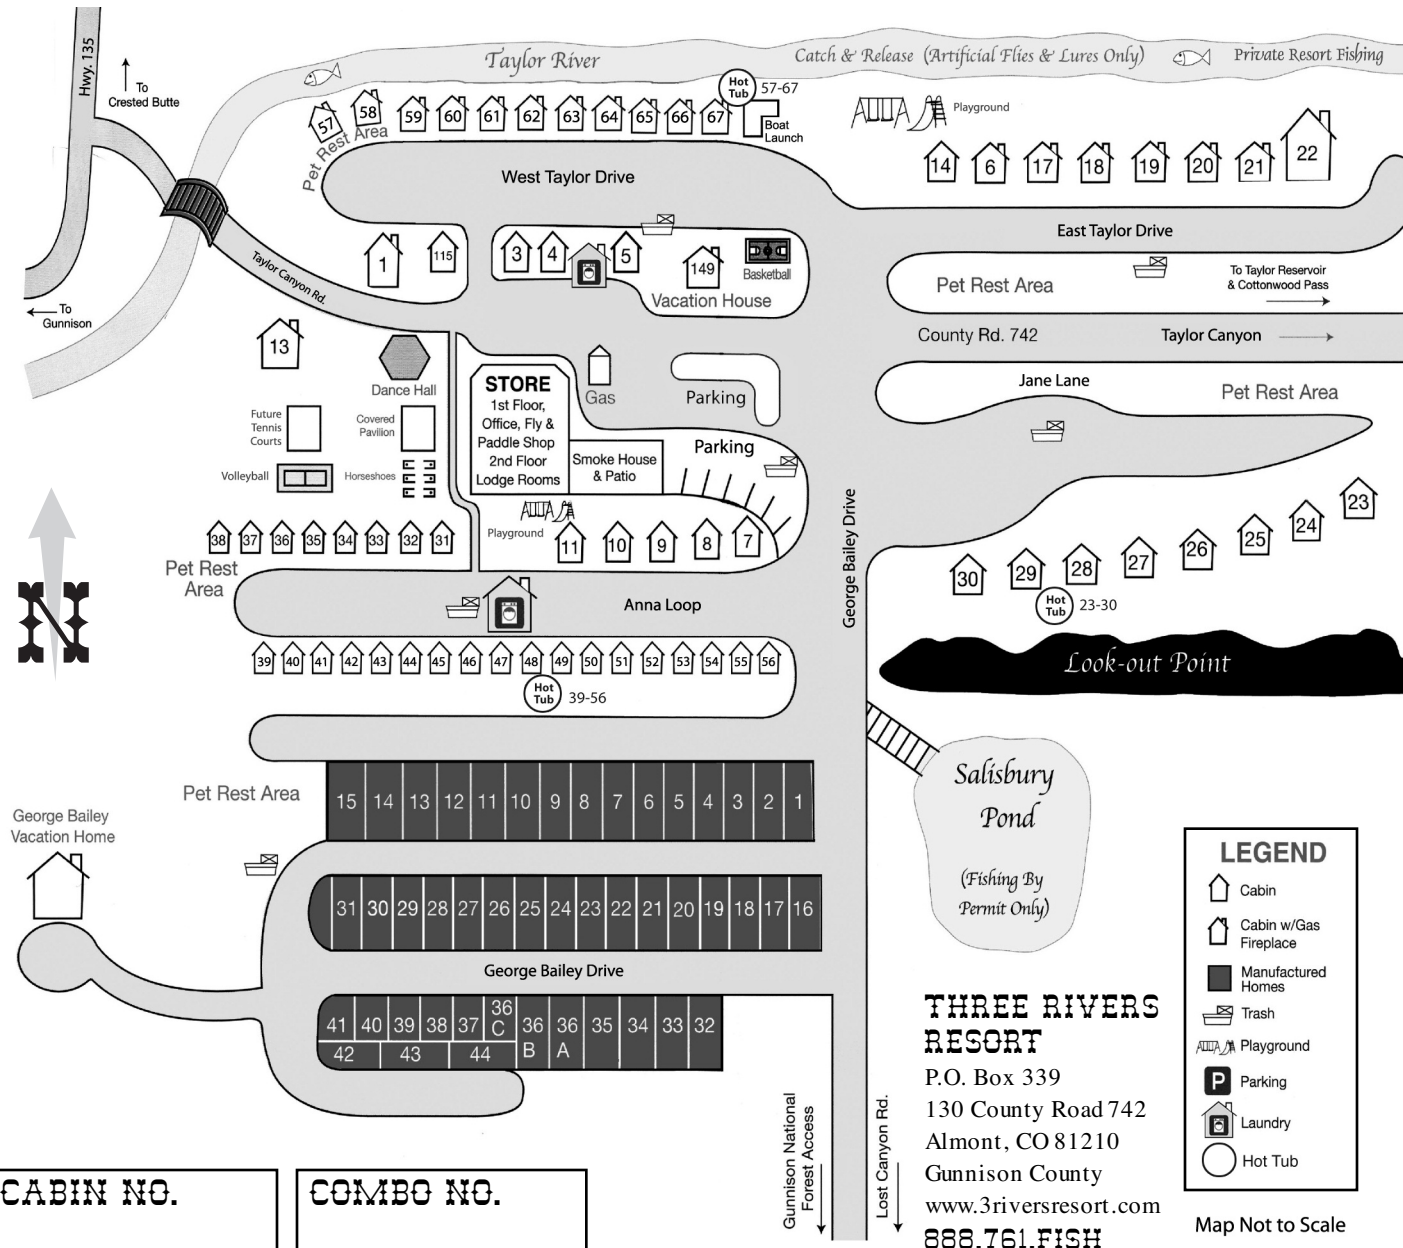 Hwy. 135
To
Crested Butte
Taylor River
Catch & Release (Artificial Flies & Lures Only)
Private Resort Fishing
Hot
Tub
57-67
Boat
Launch
Playground
57
58
59
60
61
62
63
64
65
66
67
Pet Rest Area
14
6
17
18
19
20
21
22
West Taylor Drive
East Taylor Drive
1
115
3
4
5
149
Basketball
Vacation House
Taylor Canyon Rd.
To
Gunnison
Pet Rest Area
To Taylor Reservoir
& Cottonwood Pass
County Rd. 742
Taylor Canyon
13
Dance Hall
Gas
Parking
Jane Lane
Pet Rest Area
STORE
1st Floor,
Office, Fly &
Paddle Shop
2nd Floor
Lodge Rooms
Smoke House
& Patio
Parking
Future
Tennis
Courts
Covered
Pavilion
Volleyball
Horseshoes
Playground
38
37
36
35
34
33
32
31
11
10
9
8
7
23
24
25
26
27
28
29
30
Hot
Tub
23-30
George Bailey Drive
Pet Rest
Area
N
Anna Loop
39
40
41
42
43
44
45
46
47
48
49
50
51
52
53
54
55
56
Hot
Tub
39-56
Look-out Point
Salisbury
Pond
(Fishing By
Permit Only)
Pet Rest Area
15 14 13 12 11 10 9 8 7 6 5 4 3 2 1
George Bailey
Vacation Home
31 30 29 28 27 26 25 24 23 22 21 20 19 18 17 16
George Bailey Drive
41 40 39 38 37 36 C 36 B 36 A 35 34 33 32
42 43 44
LEGEND
Cabin
Cabin w/Gas
Fireplace
Manufactured
Homes
Trash
Playground
P
Parking
Laundry
Hot Tub
Map Not to Scale
THREE RIVERS
RESORT
P.O. Box 339
130 County Road 742
Almont, CO 81210
Gunnison County
www.3riversresort.com
888.761.FISH
Gunnison National
Forest Access
Lost Canyon Rd.
CABIN NO.
COMBO NO.